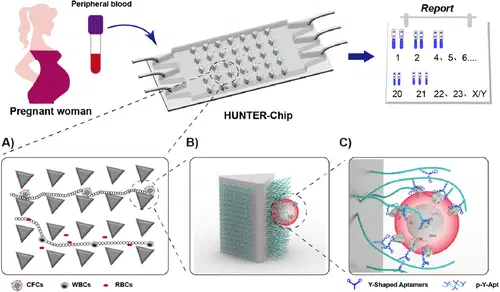 Peripheral blood
Pregnant woman
HUNTER-Chip
Report
1 2 4、5、6....
20 21 22、23、X/Y
A)
CFCs WBCs RBCs
B)
C)
Y-Shaped Aptamers p-Y-Apt